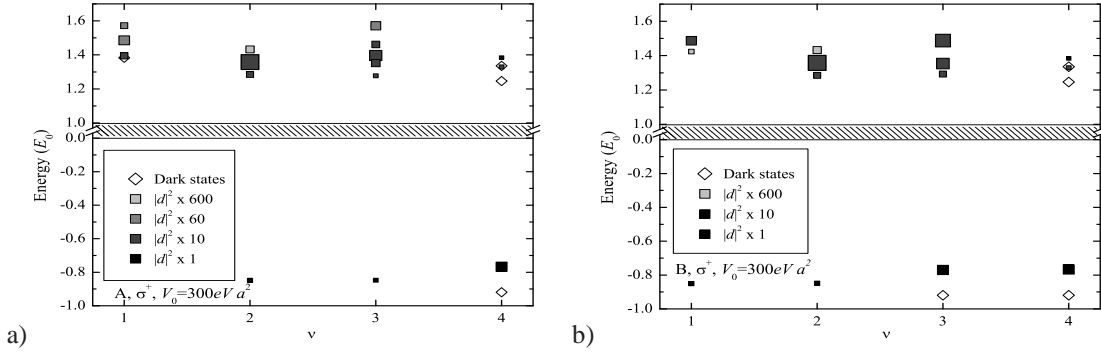 1.6
1.4
1.2
1.0
0.0
-0.2
-0.4
-0.6
-0.8
-1.0
Energy (E₀)
Dark states
|d|² x 600
|d|² x 60
|d|² x 10
|d|² x 1
A, σ⁺, V₀=300eV a²
1 2 3 4
ν
a)
1.6
1.4
1.2
1.0
0.0
-0.2
-0.4
-0.6
-0.8
-1.0
Energy (E₀)
Dark states
|d|² x 600
|d|² x 10
|d|² x 1
B, σ⁺, V₀=300eV a²
1 2 3 4
ν
b)